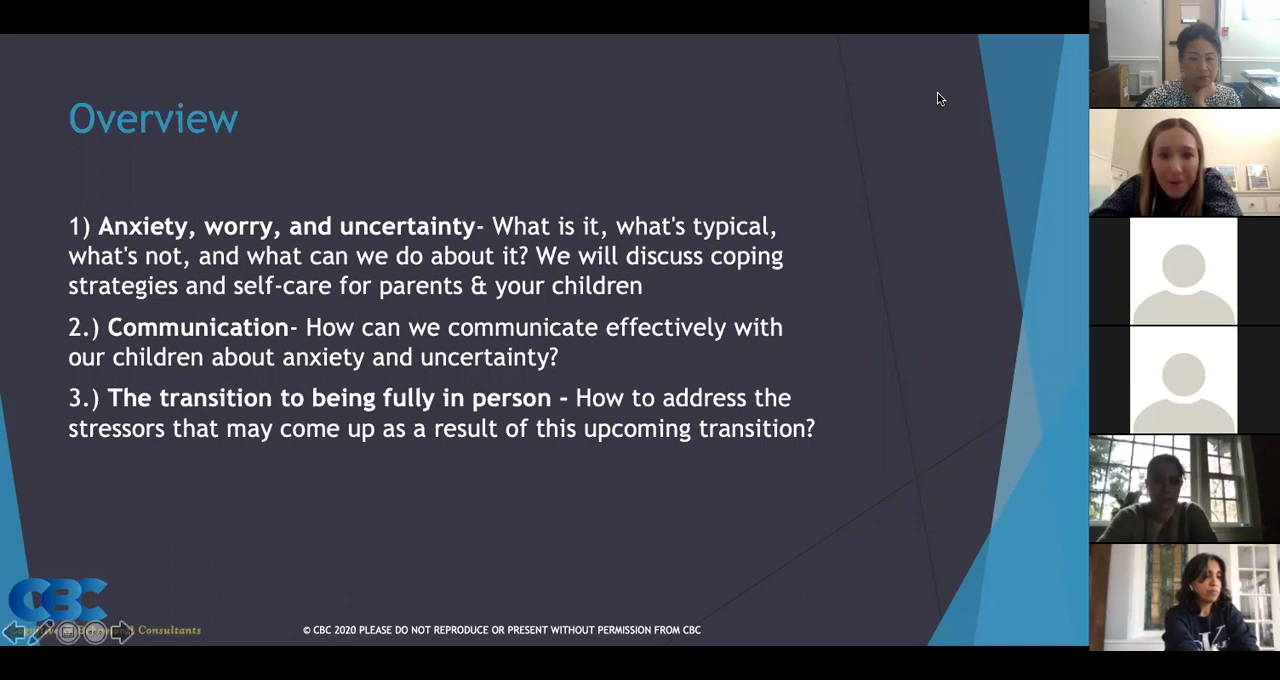 Overview
1) Anxiety, worry, and uncertainty- What is it, what's typical,
what's not, and what can we do about it? We will discuss coping
strategies and self-care for parents & your children
2.) Communication- How can we communicate effectively with
our children about anxiety and uncertainty?
3.) The transition to being fully in person - How to address the
stressors that may come up as a result of this upcoming transition?
CBC
Consultants
© CBC 2020 PLEASE DO NOT REPRODUCE OR PRESENT WITHOUT PERMISSION FROM CBC